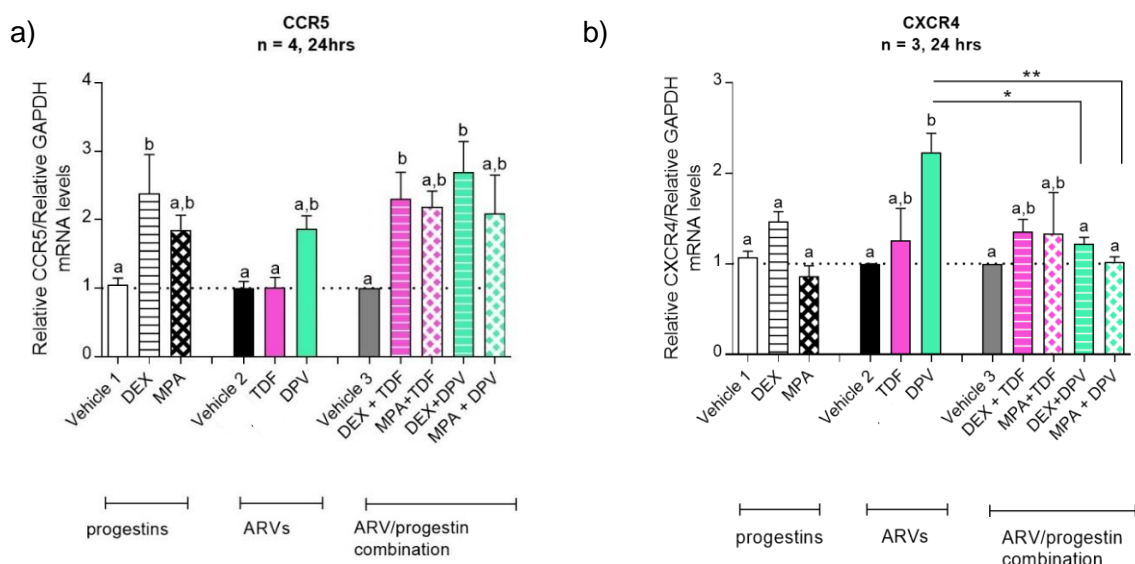 a)
CCR5
n = 4, 24hrs
Relative CCR5/Relative GAPDH
mRNA levels
4
3
2
1
0
a
b
a,b
a
a
a,b
a
b
a,b
b
a,b
Vehicle 1
DEX
MPA
Vehicle 2
TDF
DPV
Vehicle 3
DEX + TDF
MPA+TDF
DEX+DPV
MPA + DPV
progestins
ARVs
ARV/progestin
combination
b)
CXCR4
n = 3, 24 hrs
Relative CXCR4/Relative GAPDH
mRNA levels
3
2
1
0
**
*
a
a
a
a
a,b
b
a
a,b
a,b
a
a
Vehicle 1
DEX
MPA
Vehicle 2
TDF
DPV
Vehicle 3
DEX + TDF
MPA+TDF
DEX+DPV
MPA + DPV
progestins
ARVs
ARV/progestin
combination